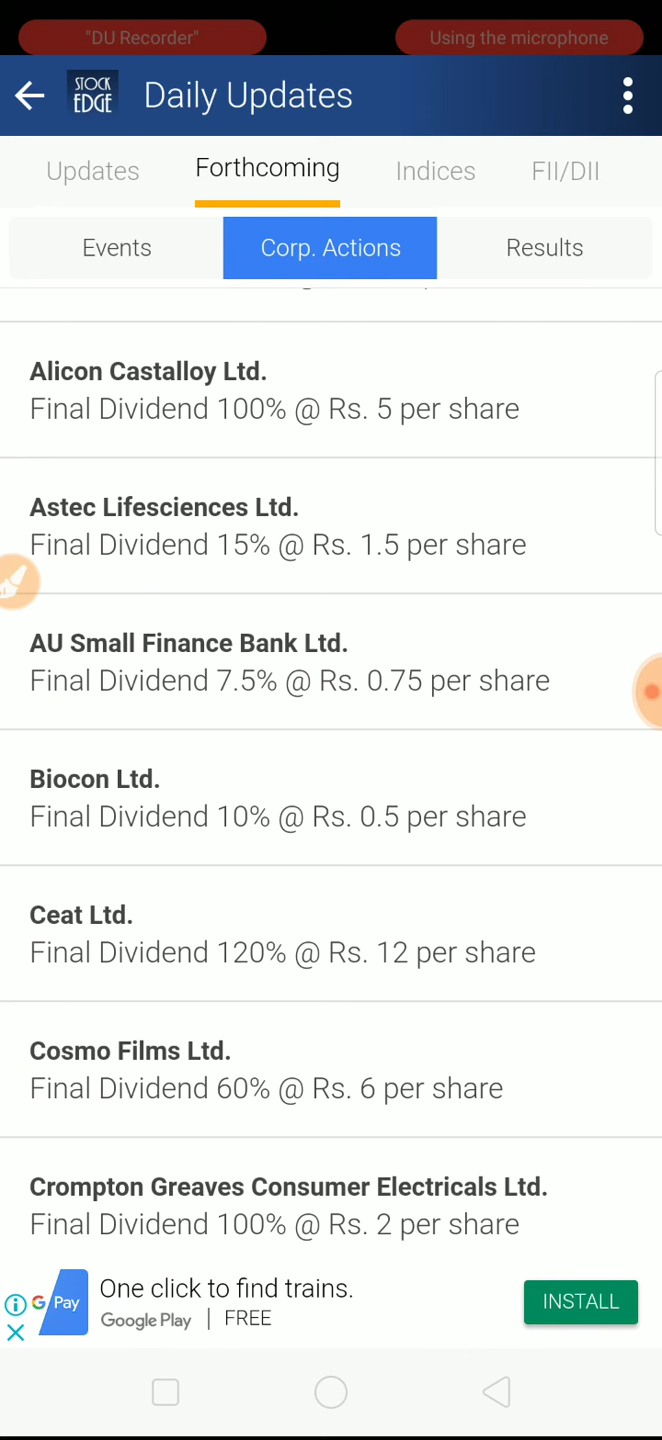 "DU Recorder"
Using the microphone
STOCK
EDGE
Daily Updates
Updates
Forthcoming
Indices
FII/DII
Events
Corp. Actions
Results
Alicon Castalloy Ltd.
Final Dividend 100% @ Rs. 5 per share
Astec Lifesciences Ltd.
Final Dividend 15% @ Rs. 1.5 per share
AU Small Finance Bank Ltd.
Final Dividend 7.5% @ Rs. 0.75 per share
Biocon Ltd.
Final Dividend 10% @ Rs. 0.5 per share
Ceat Ltd.
Final Dividend 120% @ Rs. 12 per share
Cosmo Films Ltd.
Final Dividend 60% @ Rs. 6 per share
Crompton Greaves Consumer Electricals Ltd.
Final Dividend 100% @ Rs. 2 per share
G Pay
One click to find trains.
Google Play | FREE
INSTALL